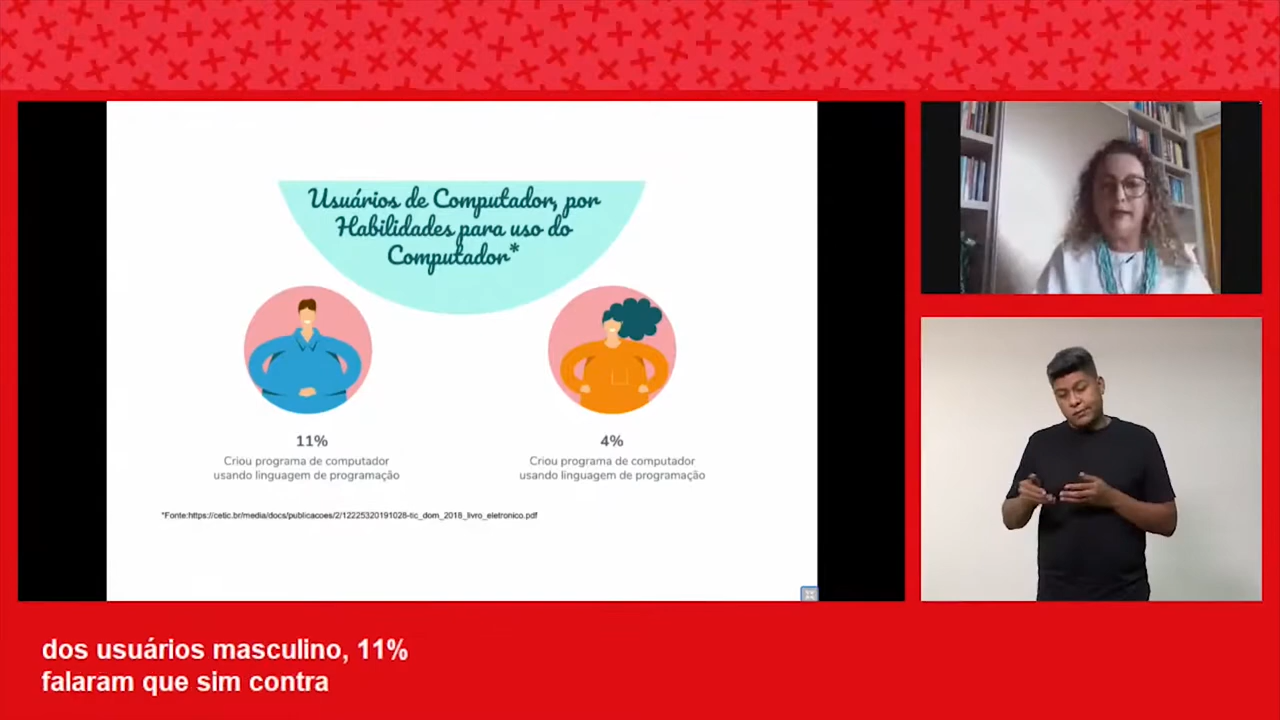 Usuários de Computador, por
Habilidades para uso do
Computador*
11%
Criou programa de computador
usando linguagem de programação
4%
Criou programa de computador
usando linguagem de programação
*Fonte:https://cetic.br/media/docs/publicacoes/2/12225320191028-tic_dom_2018_livro_eletronico.pdf
dos usuários masculino, 11%
falaram que sim contra